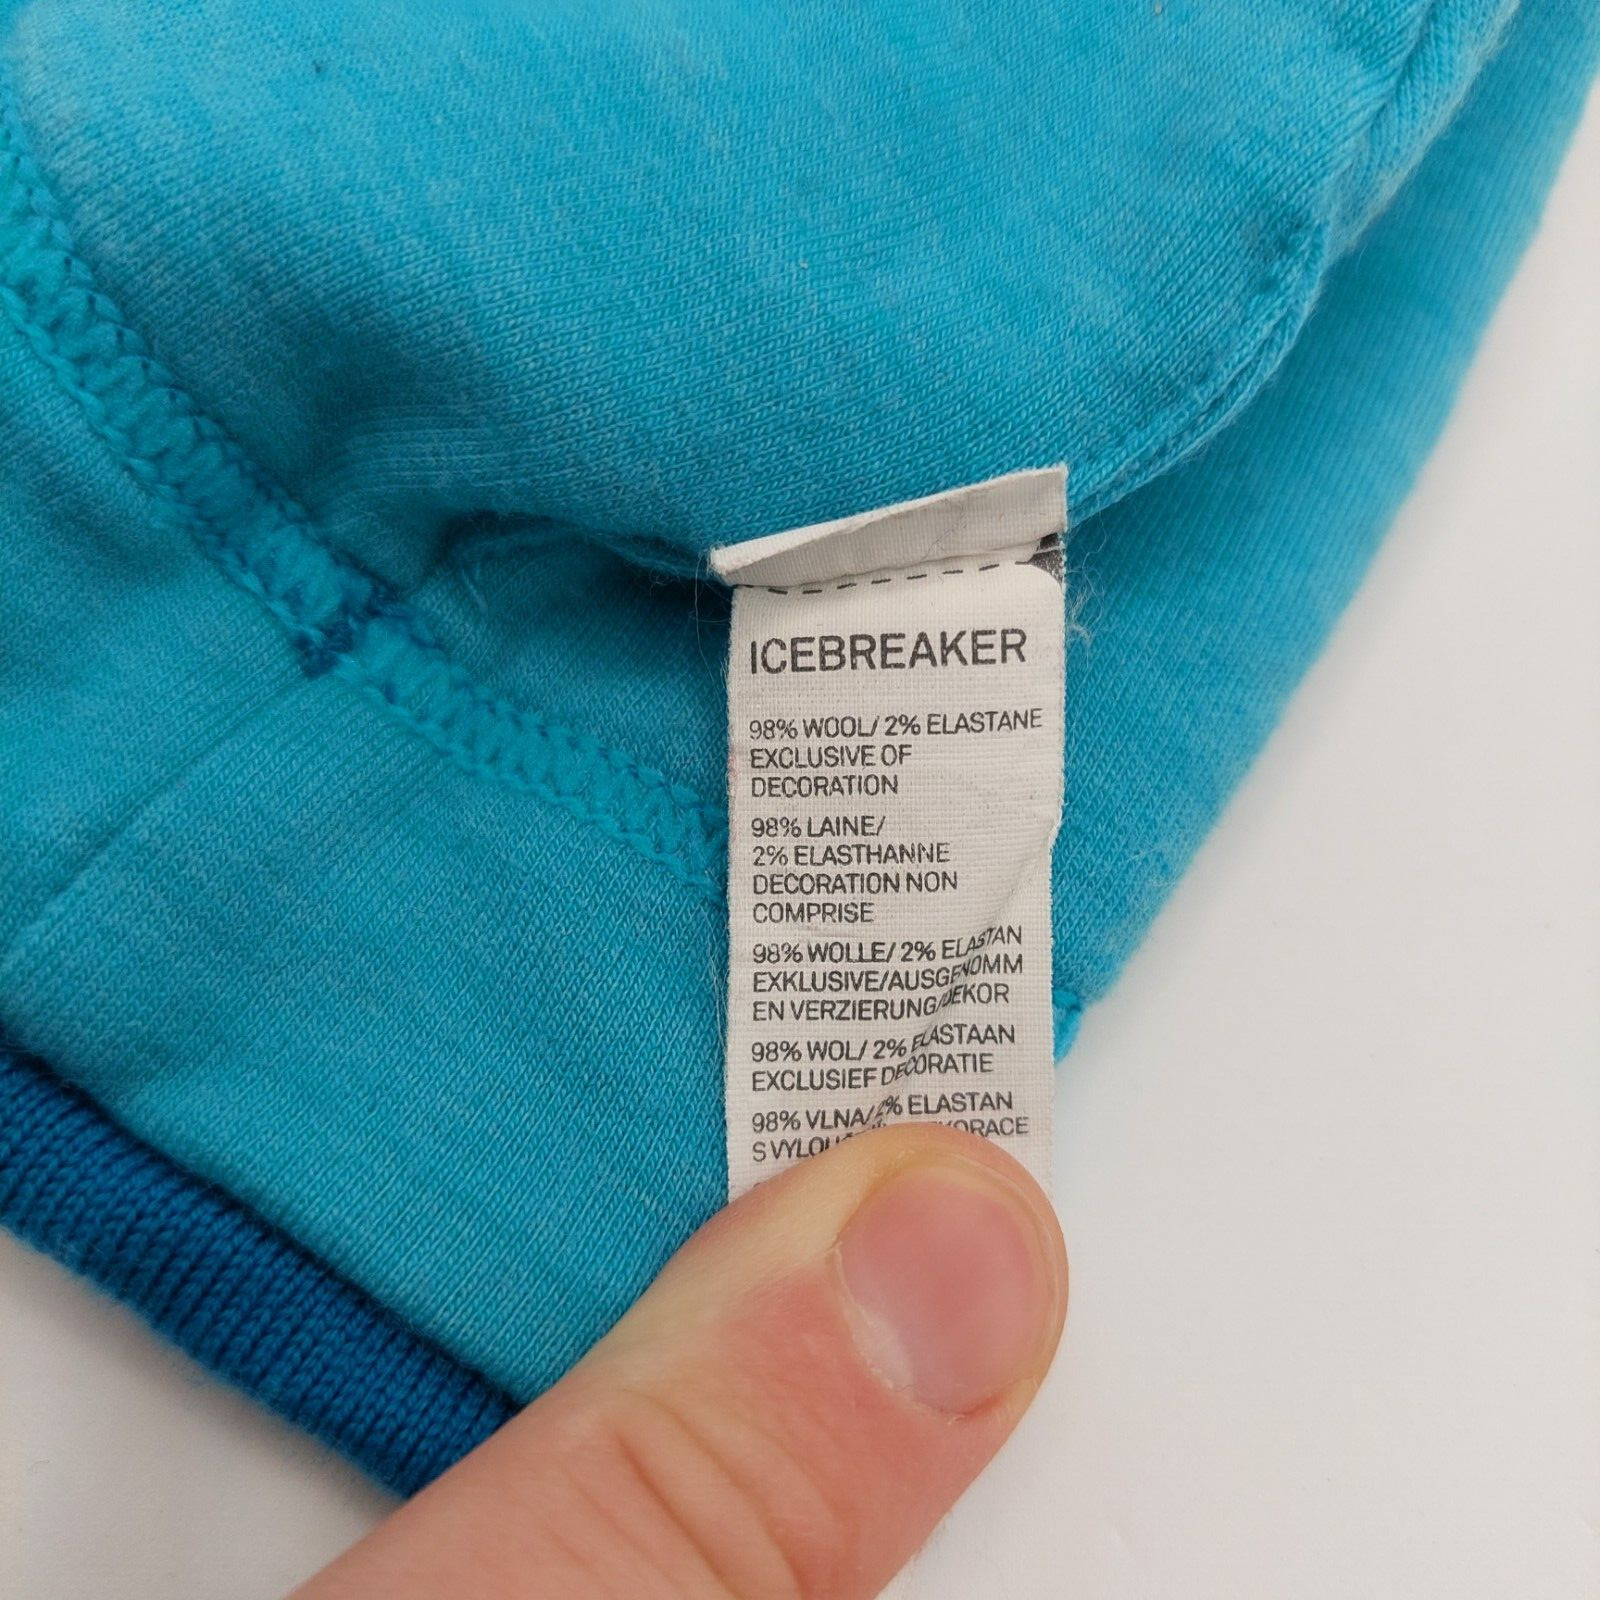 ICEBREAKER
98% WOOL/ 2% ELASTANE
EXCLUSIVE OF
DECORATION
98% LAINE/
2% ELASTHANNE
DECORATION NON
COMPRISE
98% WOLLE/ 2% ELASTAN
EXKLUSIVE/AUSGENOMM
EN VERZIERUNG/DEKOR
98% WOL/ 2% ELASTAAN
EXCLUSIEF DECORATIE
98% VLNA/ 2% ELASTAN
S